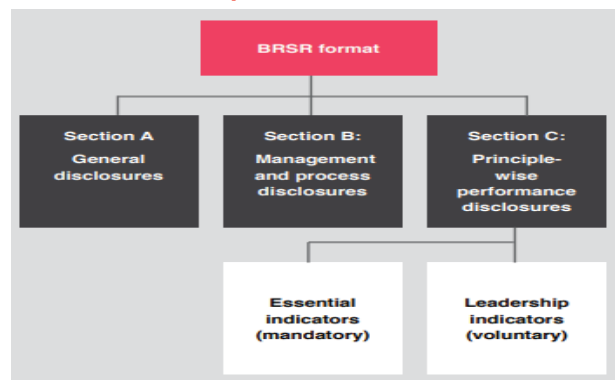 BRSR format
Section A
General
disclosures
Section B:
Management
and process
disclosures
Section C:
Principle-
wise
performance
disclosures
Essential
indicators
(mandatory)
Leadership
indicators
(voluntary)